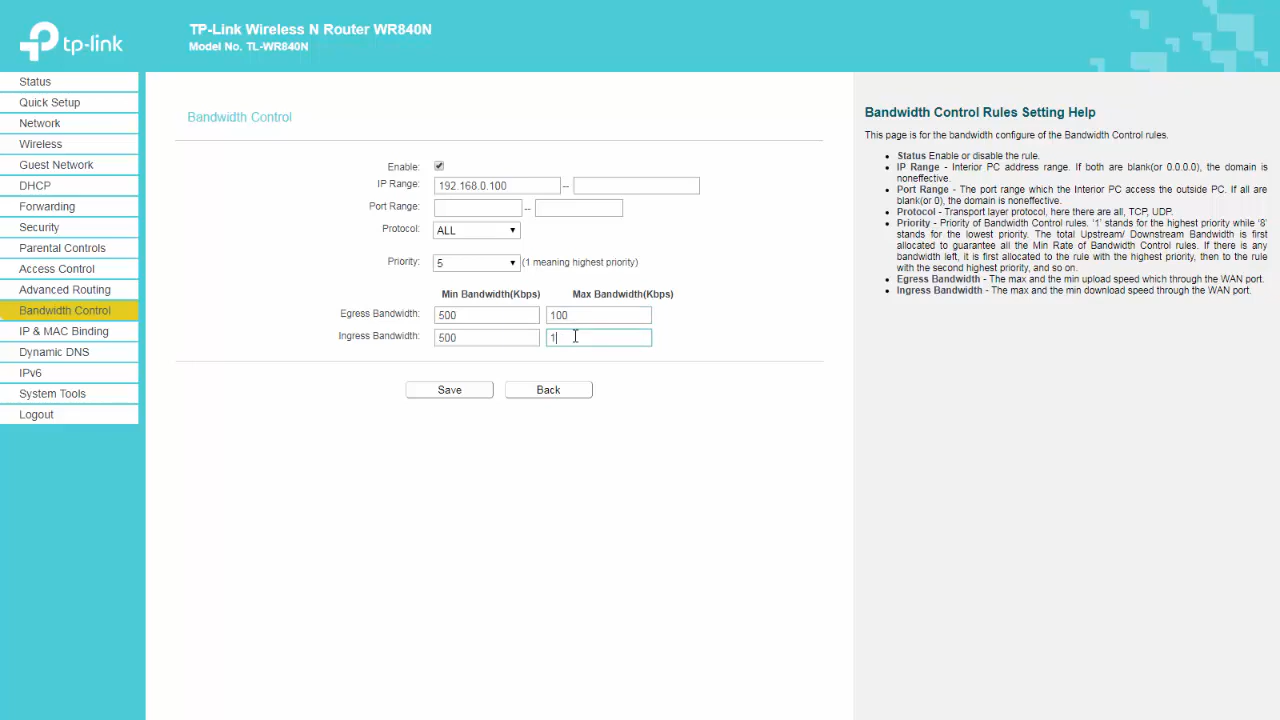 tp-link
TP-Link Wireless N Router WR840N
Model No. TL-WR840N
Status
Quick Setup
Network
Wireless
Guest Network
DHCP
Forwarding
Security
Parental Controls
Access Control
Advanced Routing
Bandwidth Control
IP & MAC Binding
Dynamic DNS
IPv6
System Tools
Logout
Bandwidth Control
Enable:
IP Range: 192.168.0.100 --
Port Range: --
Protocol: ALL
Priority: 5 (1 meaning highest priority)
Min Bandwidth(Kbps) Max Bandwidth(Kbps)
Egress Bandwidth: 500 100
Ingress Bandwidth: 500 1
Save Back
Bandwidth Control Rules Setting Help
This page is for the bandwidth configure of the Bandwidth Control rules.
• Status Enable or disable the rule.
• IP Range - Interior PC address range. If both are blank(or 0.0.0.0), the domain is
noneffective.
• Port Range - The port range which the Interior PC access the outside PC. If all are
blank(or 0), the domain is noneffective.
• Protocol - Transport layer protocol, here there are all, TCP, UDP.
• Priority - Priority of Bandwidth Control rules. '1' stands for the highest priority while '8'
stands for the lowest priority. The total Upstream/ Downstream Bandwidth is first
allocated to guarantee all the Min Rate of Bandwidth Control rules. If there is any
bandwidth left, it is first allocated to the rule with the highest priority, then to the rule
with the second highest priority, and so on.
• Egress Bandwidth - The max and the min upload speed which through the WAN port.
• Ingress Bandwidth - The max and the min download speed through the WAN port.